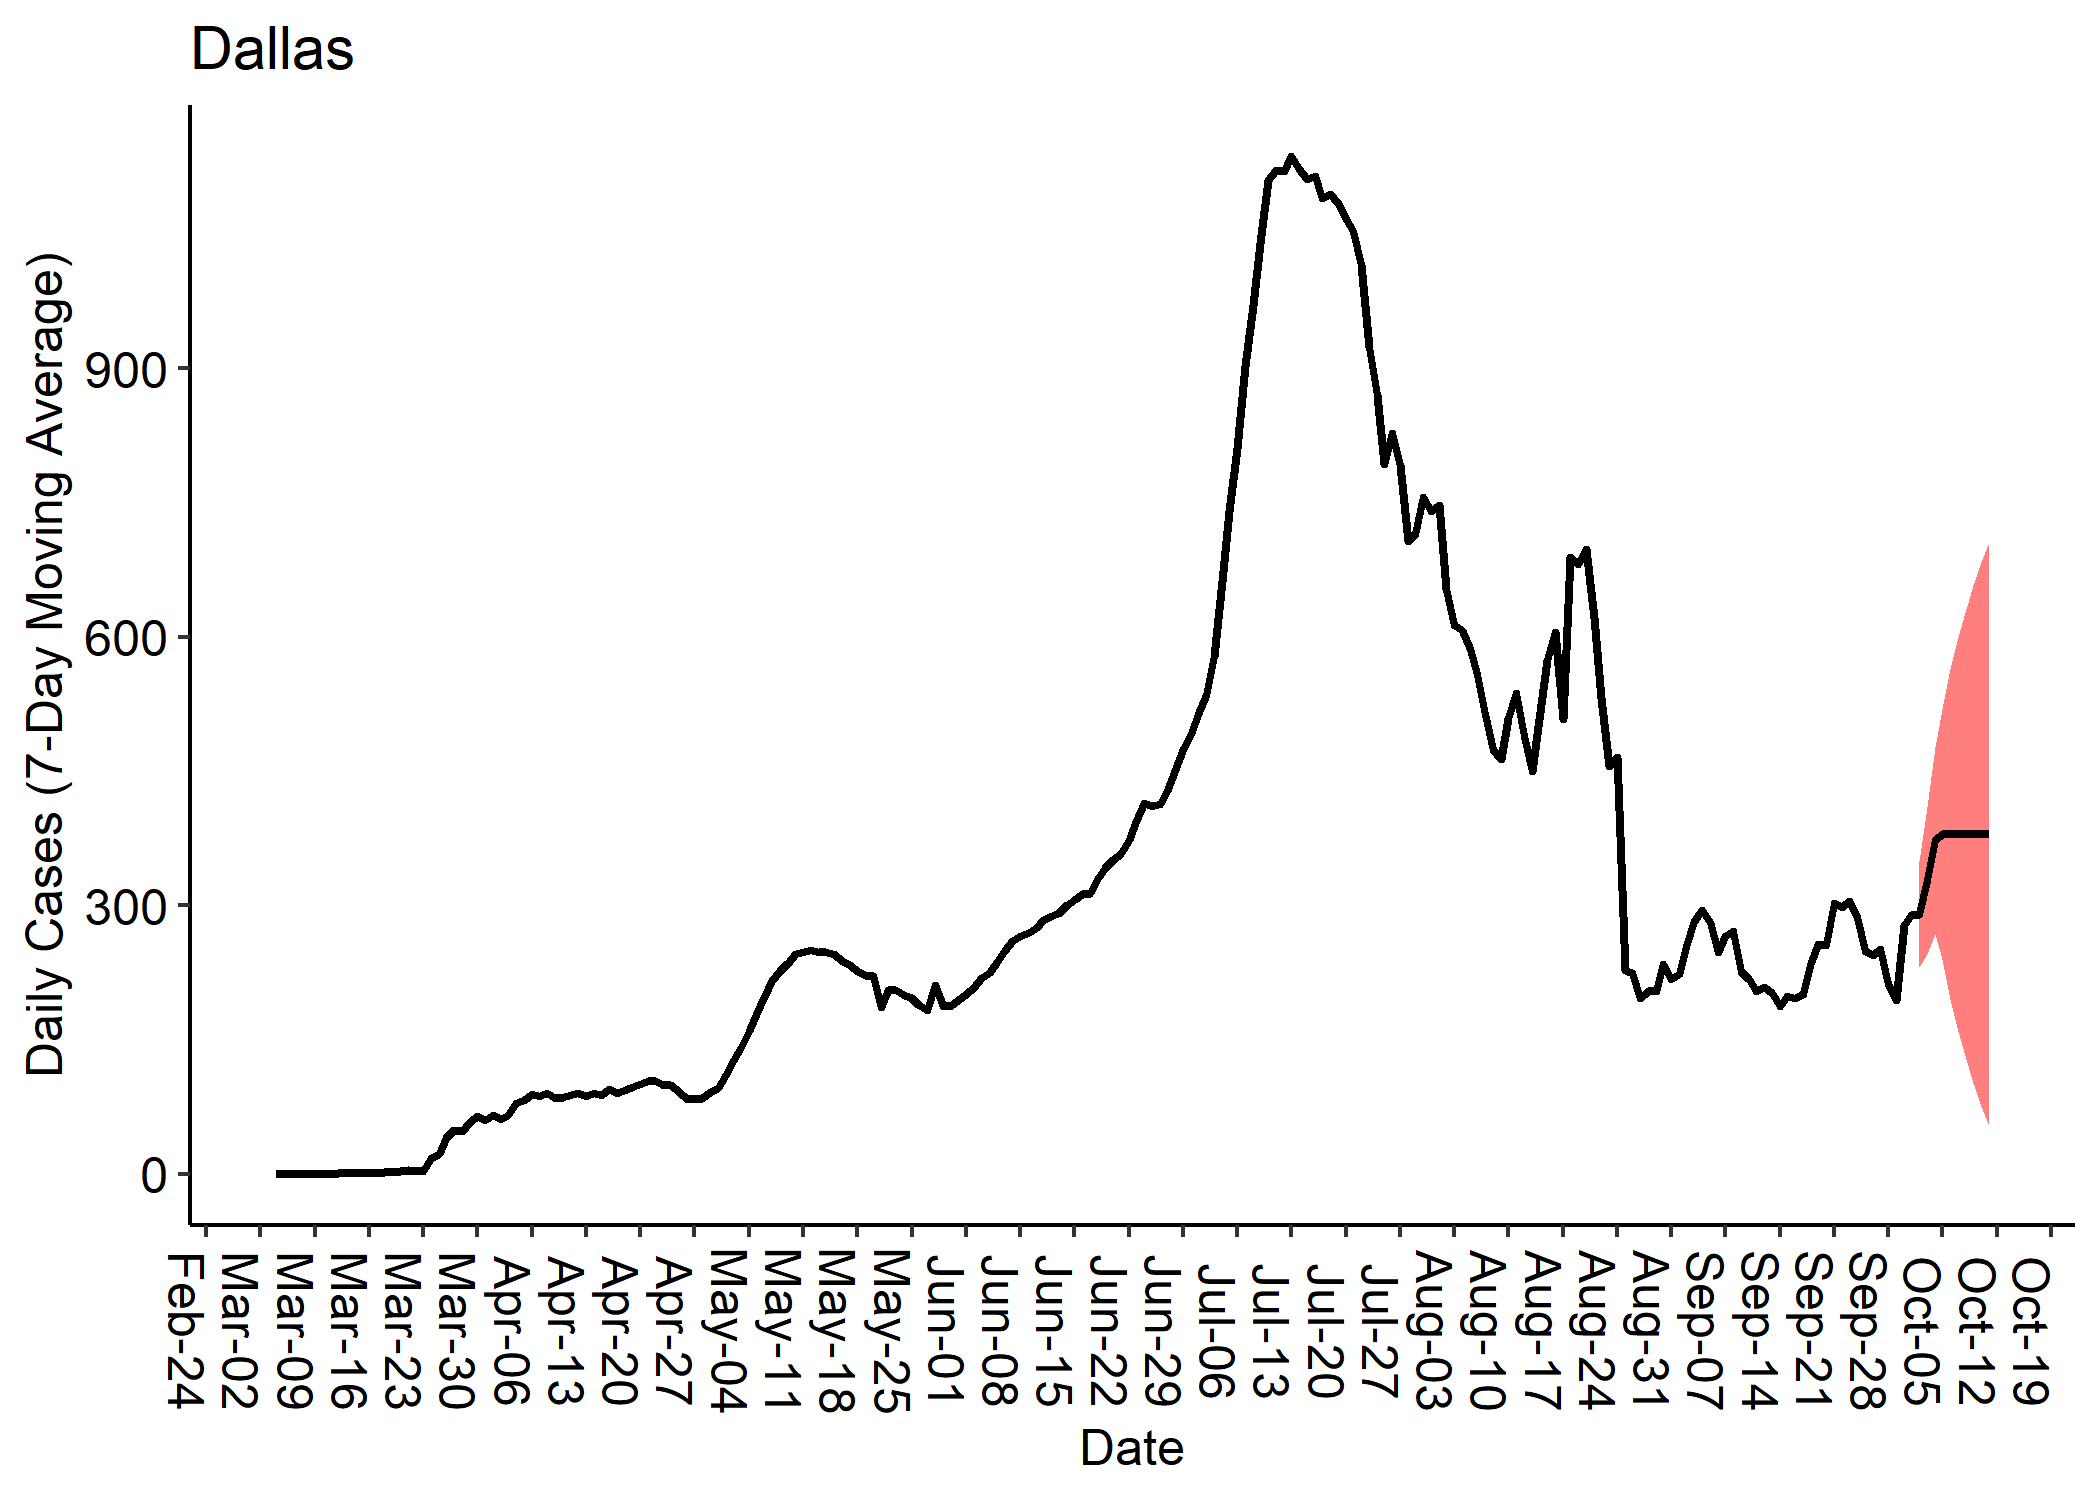 Dallas
Daily Cases (7-Day Moving Average)
900
600
300
0
Feb-24
Mar-02
Mar-09
Mar-16
Mar-23
Mar-30
Apr-06
Apr-13
Apr-20
Apr-27
May-04
May-11
May-18
May-25
Jun-01
Jun-08
Jun-15
Jun-22
Jun-29
Jul-06
Jul-13
Jul-20
Jul-27
Aug-03
Aug-10
Aug-17
Aug-24
Aug-31
Sep-07
Sep-14
Sep-21
Sep-28
Oct-05
Oct-12
Oct-19
Date